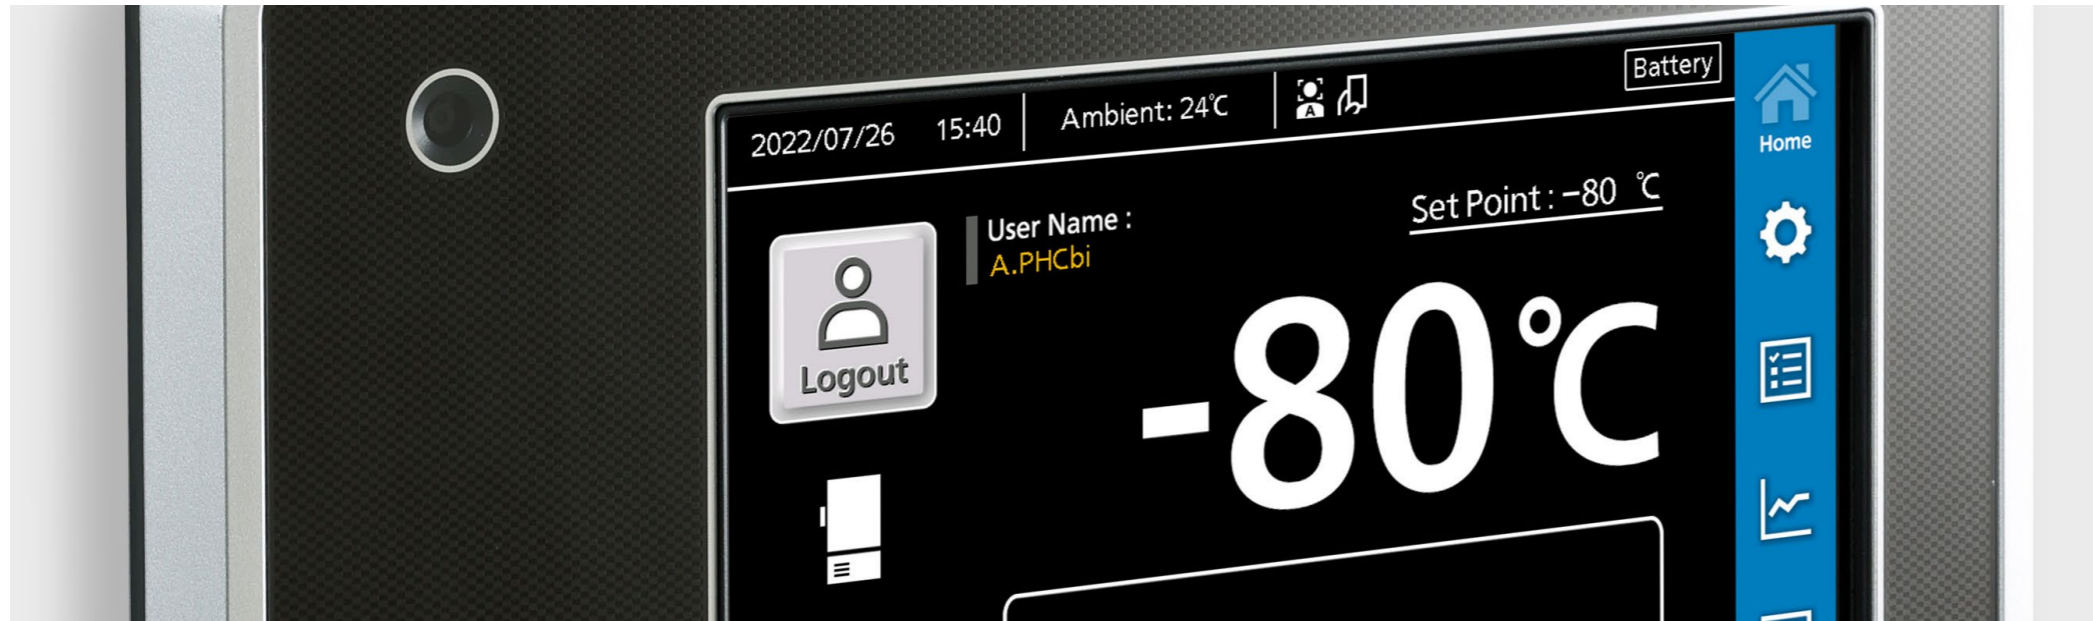 2022/07/26 15:40 Ambient: 24℃ A Battery
Home
User Name :
A.PHCbi
Set Point : −80 ℃
-80℃
Logout